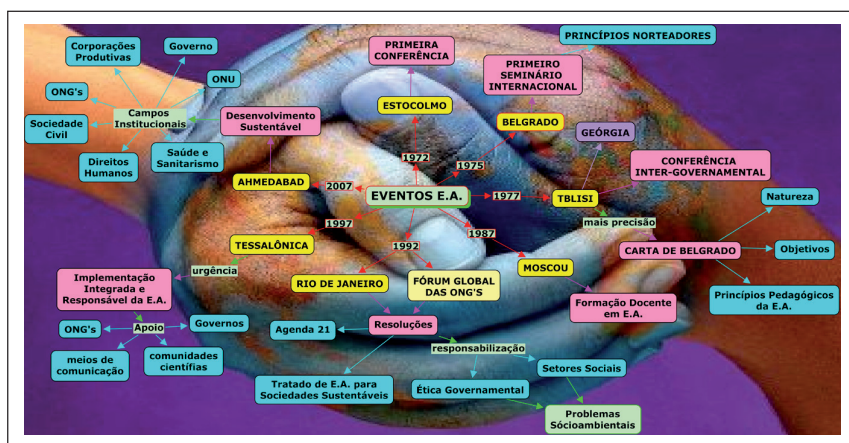 Corporações
Produtivas
Governo
ONU
ONG's
Campos
Institucionais
Sociedade
Civil
Direitos
Humanos
Saúde e
Sanitarismo
PRIMEIRA
CONFERÊNCIA
ESTOCOLMO
1972
PRINCÍPIOS NORTEADORES
PRIMEIRO
SEMINÁRIO
INTERNACIONAL
BELGRADO
1975
Desenvolvimento
Sustentável
AHMEDABAD
2007
EVENTOS E.A.
GEÓRGIA
CONFERÊNCIA
INTER-GOVERNAMENTAL
1977
TBLISI
mais precisão
CARTA DE BELGRADO
Natureza
Objetivos
Princípios Pedagógicos
da E.A.
1997
TESSALÔNICA
urgência
Implementação
Integrada e
Responsável da E.A.
Apoio
ONG's
Governos
meios de
comunicação
comunidades
científias
1992
RIO DE JANEIRO
FÓRUM GLOBAL
DAS ONG'S
1987
MOSCOU
Formação Docente
em E.A.
Resoluções
Agenda 21
responsabilização
Tratado de E.A. para
Sociedades Sustentáveis
Ética Governamental
Setores Sociais
Problemas
Sócioambientais